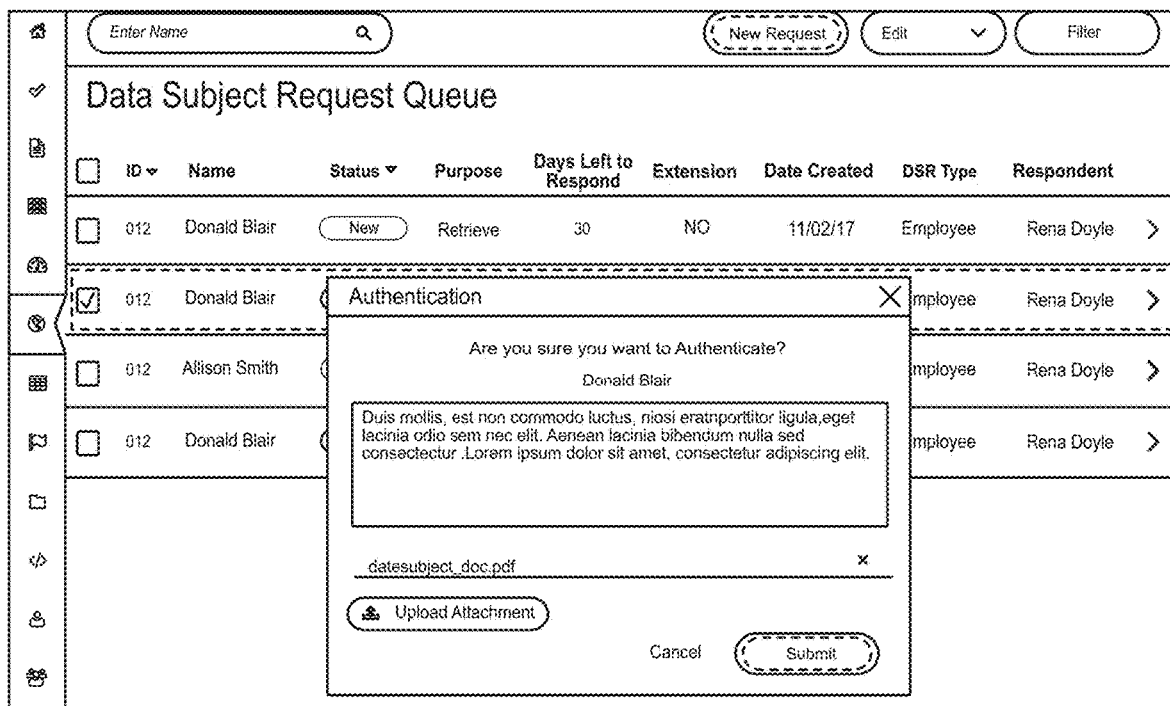 Enter Name
New Request
Edit
Filter
Data Subject Request Queue
ID Name Status Purpose Days Left to Respond Extension Date Created DSR Type Respondent
012 Donald Blair New Retrieve 30 NO 11/02/17 Employee Rena Doyle
012 Donald Blair mployee Rena Doyle
012 Allison Smith mployee Rena Doyle
012 Donald Blair mployee Rena Doyle
Authentication
Are you sure you want to Authenticate?
Donald Blair
Duis mollis, est non commodo luctus, niosi eratnporttitor ligula,eget
lacinia odio sem nec elit. Aenean lacinia bibendum nulla sed
consectectur .Lorem ipsum dolor sit amet, consectetur adipiscing elit.
datesubject_doc.pdf
Upload Attachment
Cancel
Submit